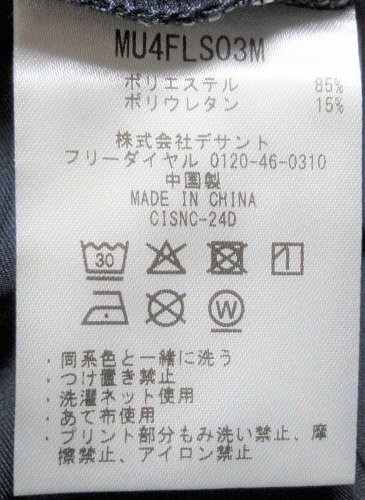 MU4FLS03M
ポリエステル 85%
ポリウレタン 15%
株式会社デサント
フリーダイヤル 0120-46-0310
中国製
MADE IN CHINA
CISNC-24D
30
W
・同系色と一緒に洗う
・つけ置き禁止
・洗濯ネット使用
・あて布使用
・プリント部分もみ洗い禁止、摩
擦禁止、アイロン禁止